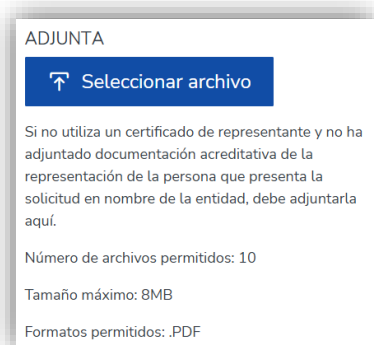 ADJUNTA
Seleccionar archivo
Si no utiliza un certificado de representante y no ha
adjuntado documentación acreditativa de la
representación de la persona que presenta la
solicitud en nombre de la entidad, debe adjuntarla
aquí.
Número de archivos permitidos: 10
Tamaño máximo: 8MB
Formatos permitidos: .PDF